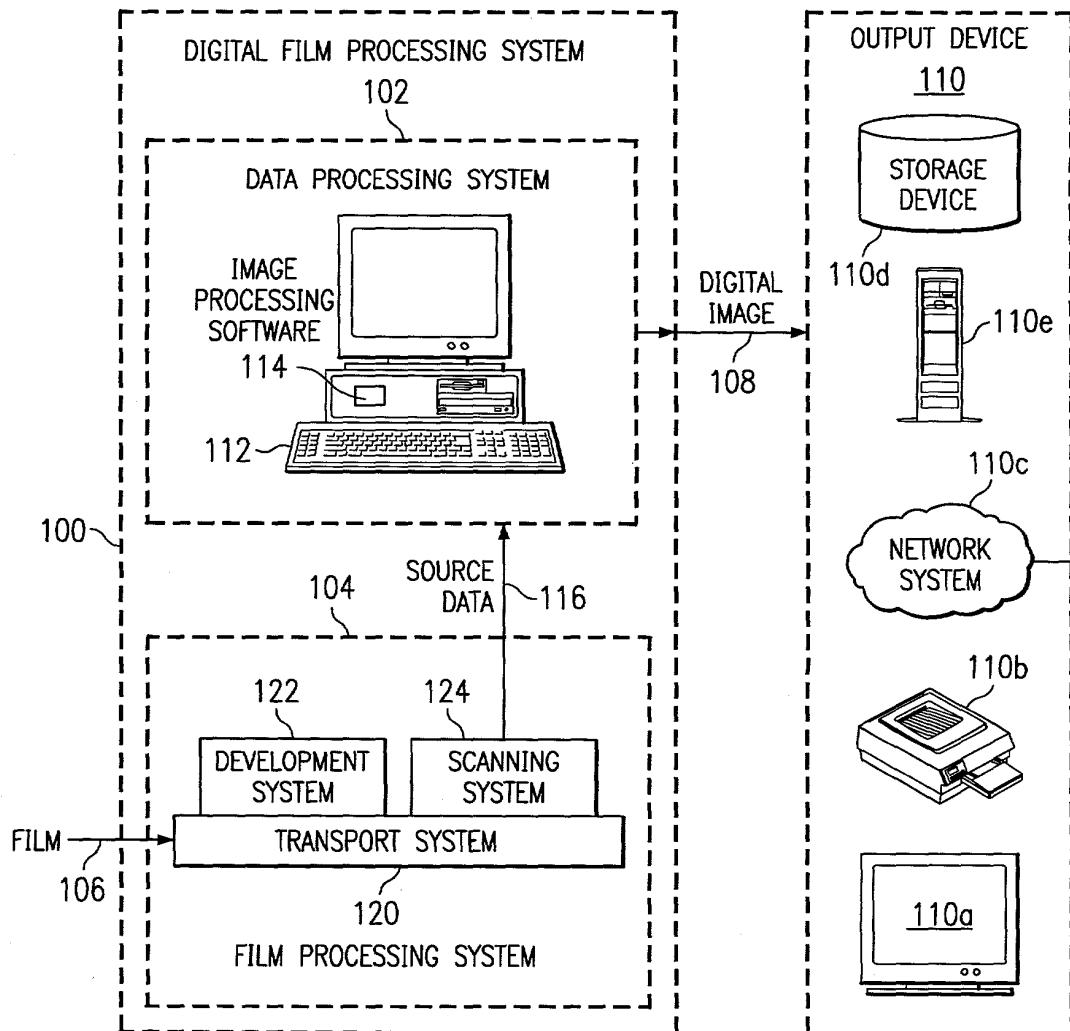 DIGITAL FILM PROCESSING SYSTEM
102
DATA PROCESSING SYSTEM
IMAGE
PROCESSING
SOFTWARE
114
112
100
SOURCE
DATA
116
104
122
124
DEVELOPMENT
SYSTEM
SCANNING
SYSTEM
FILM
106
TRANSPORT SYSTEM
120
FILM PROCESSING SYSTEM
DIGITAL
IMAGE
108
OUTPUT DEVICE
110
STORAGE
DEVICE
110d
110e
110c
NETWORK
SYSTEM
110b
110a